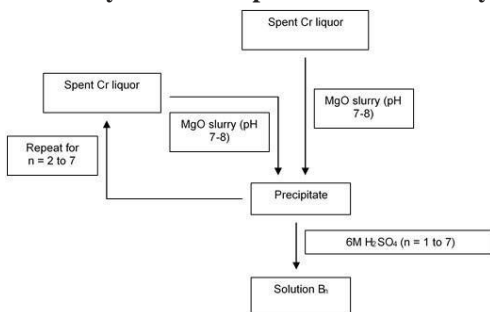 Spent Cr liquor
Spent Cr liquor
MgO slurry (pH
7-8)
MgO slurry (pH
7-8)
Repeat for
n = 2 to 7
Precipitate
6M H₂SO₄ (n = 1 to 7)
Solution Bₙ